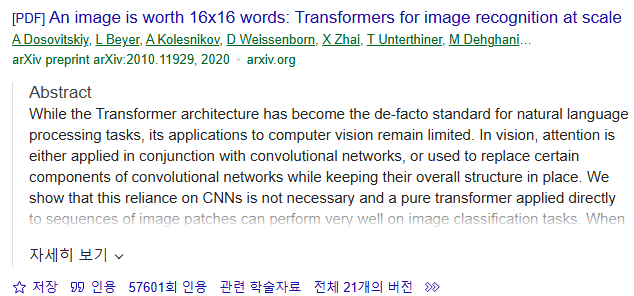 [PDF] An image is worth 16x16 words: Transformers for image recognition at scale
A Dosovitskiy, L Beyer, A Kolesnikov, D Weissenborn, X Zhai, T Unterthiner, M Dehghani…
arXiv preprint arXiv:2010.11929, 2020 • arxiv.org
Abstract
While the Transformer architecture has become the de-facto standard for natural language
processing tasks, its applications to computer vision remain limited. In vision, attention is
either applied in conjunction with convolutional networks, or used to replace certain
components of convolutional networks while keeping their overall structure in place. We
show that this reliance on CNNs is not necessary and a pure transformer applied directly
to sequences of image patches can perform very well on image classification tasks. When
자세히 보기
저장 인용 57601회 인용 관련 학술자료 전체 21개의 버전